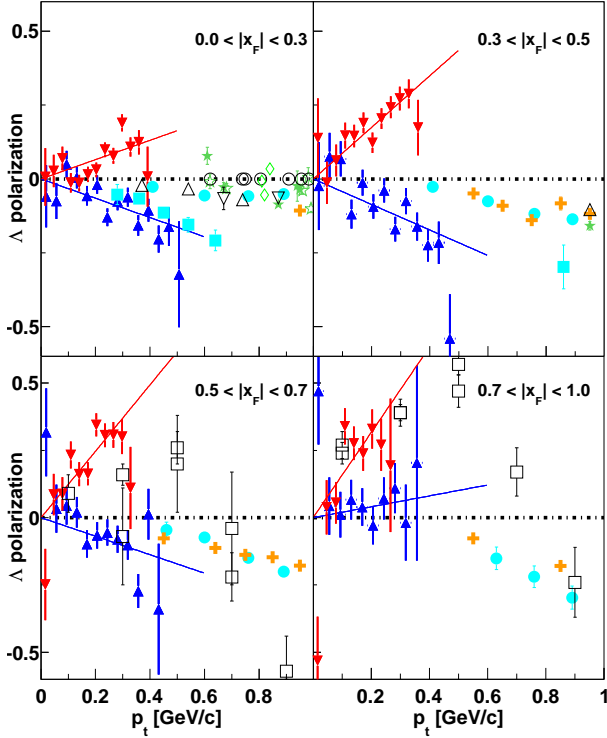 0.5
0.0 < |x_F| < 0.3
0.3 < |x_F| < 0.5
0
-0.5
Λ polarization
0.5
0.5 < |x_F| < 0.7
0.7 < |x_F| < 1.0
0
-0.5
Λ polarization
0 0.2 0.4 0.6 0.8
0.2 0.4 0.6 0.8 1
p_t [GeV/c]
p_t [GeV/c]